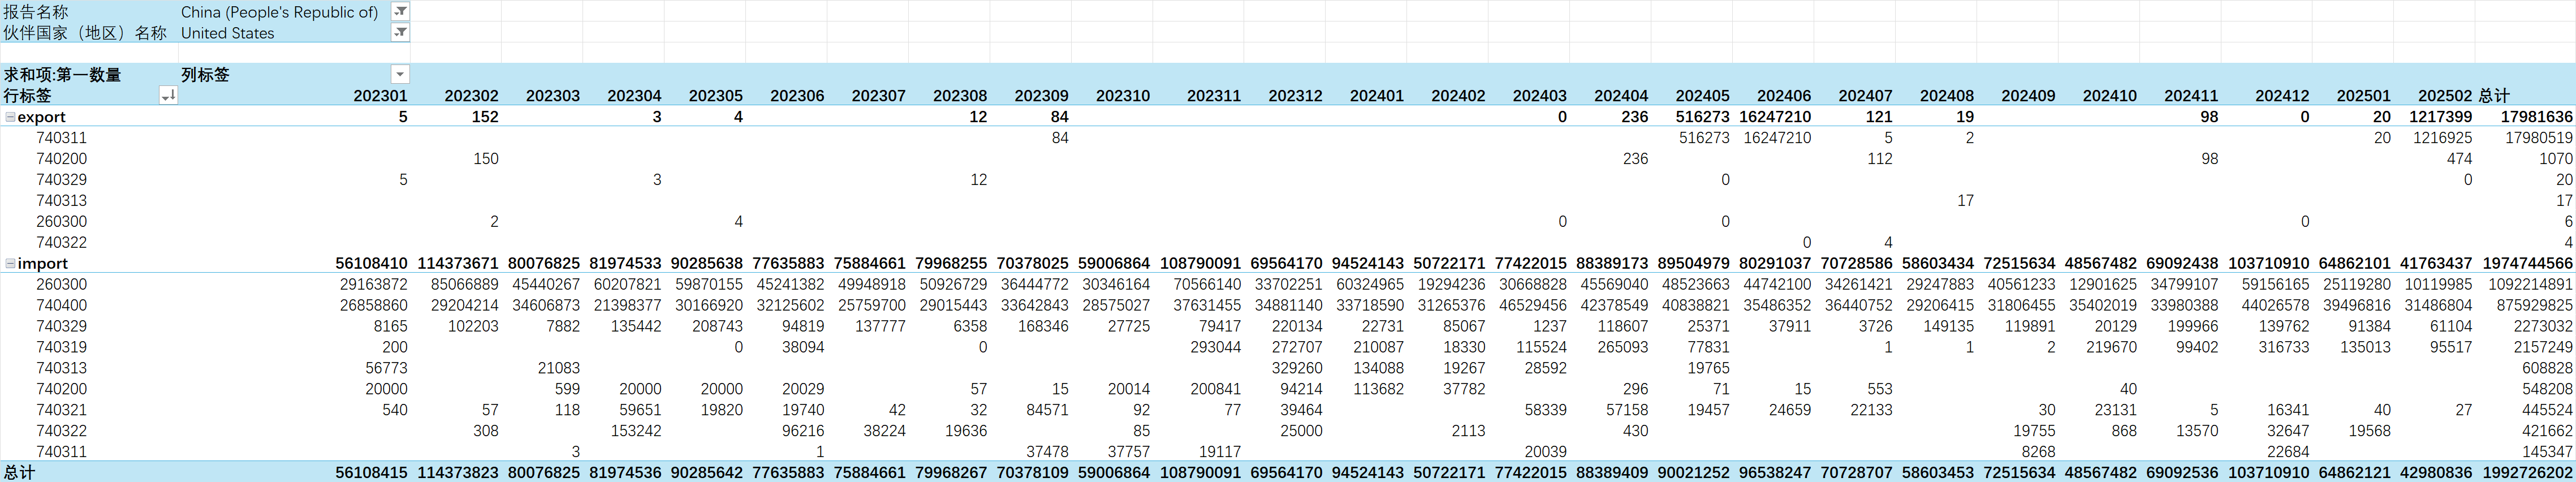 报告名称 China (People's Republic of)
伙伴国家（地区）名称 United States
求和项:第一数量 列标签
行标签 202301 202302 202303 202304 202305 202306 202307 202308 202309 202310 202311 202312 202401 202402 202403 202404 202405 202406 202407 202408 202409 202410 202411 202412 202501 202502 总计
export 5 152 3 4 12 84 0 236 516273 16247210 121 19 98 0 20 1217399 17981636
740311 84 516273 16247210 5 2 20 1216925 17980519
740200 150 236 112 98 474 1070
740329 5 3 12 0 0 20
740313 17 17
260300 2 4 0 0 0 6
740322 0 4 4
import 56108410 114373671 80076825 81974533 90285638 77635883 75884661 79968255 70378025 59006864 108790091 69564170 94524143 50722171 77422015 88389173 89504979 80291037 70728586 58603434 72515634 48567482 69092438 103710910 64862101 41763437 1974744566
260300 29163872 85066889 45440267 60207821 59870155 45241382 49948918 50926729 36444772 30346164 70566140 33702251 60324965 19294236 30668828 45569040 48523663 44742100 34261421 29247883 40561233 12901625 34799107 59156165 25119280 10119985 1092214891
740400 26858860 29204214 34606873 21398377 30166920 32125602 25759700 29015443 33642843 28575027 37631455 34881140 33718590 31265376 46529456 42378549 40838821 35486352 36440752 29206415 31806455 35402019 33980388 44026578 39496816 31486804 875929825
740329 8165 102203 7882 135442 208743 94819 137777 6358 168346 27725 79417 220134 22731 85067 1237 118607 25371 37911 3726 149135 119891 20129 199966 139762 91384 61104 2273032
740319 200 0 38094 0 293044 272707 210087 18330 115524 265093 77831 1 1 2 219670 99402 316733 135013 95517 2157249
740313 56773 21083 329260 134088 19267 28592 19765 608828
740200 20000 599 20000 20000 20029 57 15 20014 200841 94214 113682 37782 296 71 15 553 40 548208
740321 540 57 118 59651 19820 19740 42 32 84571 92 77 39464 58339 57158 19457 24659 22133 30 23131 5 16341 40 27 445524
740322 308 153242 96216 38224 19636 85 25000 2113 430 19755 868 13570 32647 19568 421662
740311 3 1 37478 37757 19117 20039 8268 22684 145347
总计 56108415 114373823 80076825 81974536 90285642 77635883 75884661 79968267 70378109 59006864 108790091 69564170 94524143 50722171 77422015 88389409 90021252 96538247 70728707 58603453 72515634 48567482 69092536 103710910 64862121 42980836 1992726202